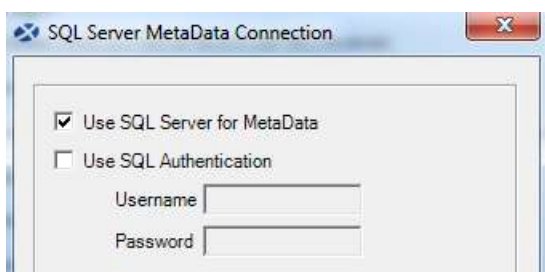 SQL Server MetaData Connection
Use SQL Server for MetaData
Use SQL Authentication
Username
Password